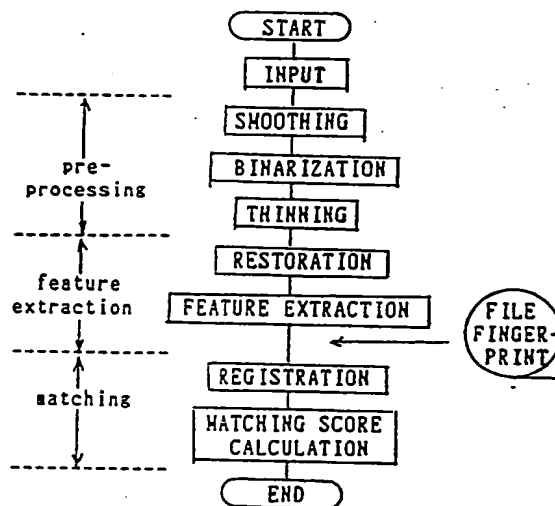 START
INPUT
SMOOTHING
pre-
processing
BINARIZATION
THINNING
RESTORATION
feature
extraction
FEATURE EXTRACTION
FILE
FINGER-
PRINT
REGISTRATION
matching
MATCHING SCORE
CALCULATION
END